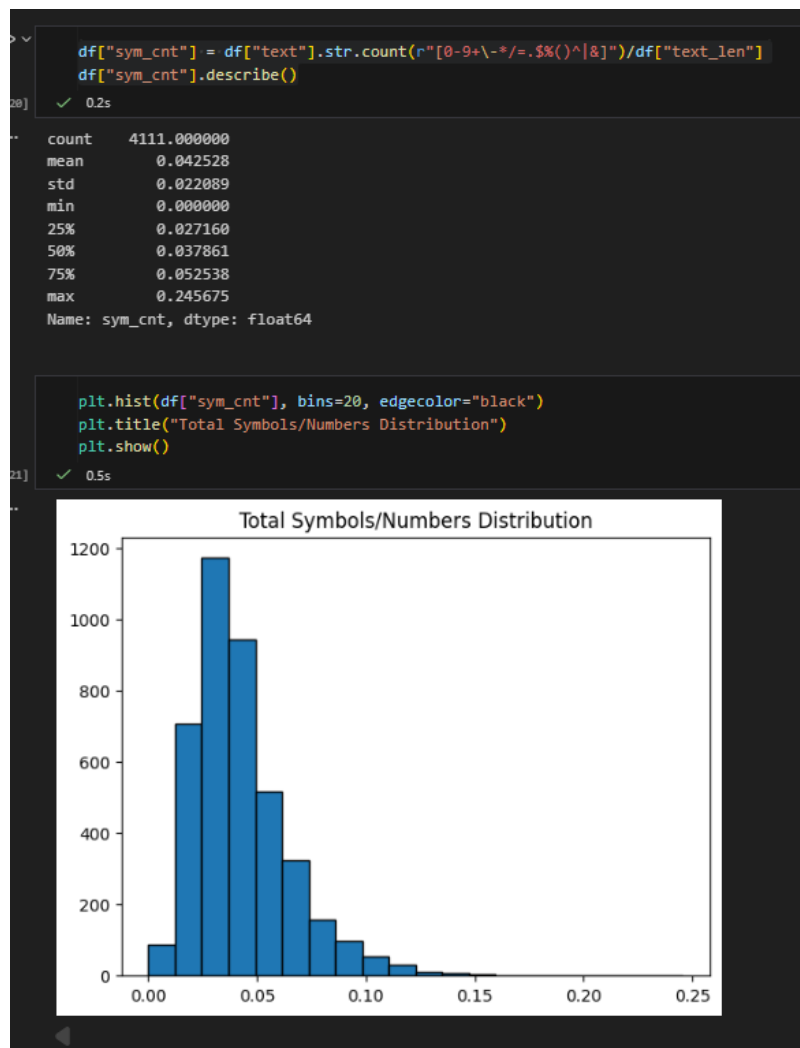 df["sym_cnt"] = df["text"].str.count(r"[0-9+\-*/=.$%()^|&]")/df["text_len"]
df["sym_cnt"].describe()
20]
0.2s
count 4111.000000
mean 0.042528
std 0.022089
min 0.000000
25% 0.027160
50% 0.037861
75% 0.052538
max 0.245675
Name: sym_cnt, dtype: float64
plt.hist(df["sym_cnt"], bins=20, edgecolor="black")
plt.title("Total Symbols/Numbers Distribution")
plt.show()
21]
0.5s
Total Symbols/Numbers Distribution
1200
1000
800
600
400
200
0
0.00 0.05 0.10 0.15 0.20 0.25